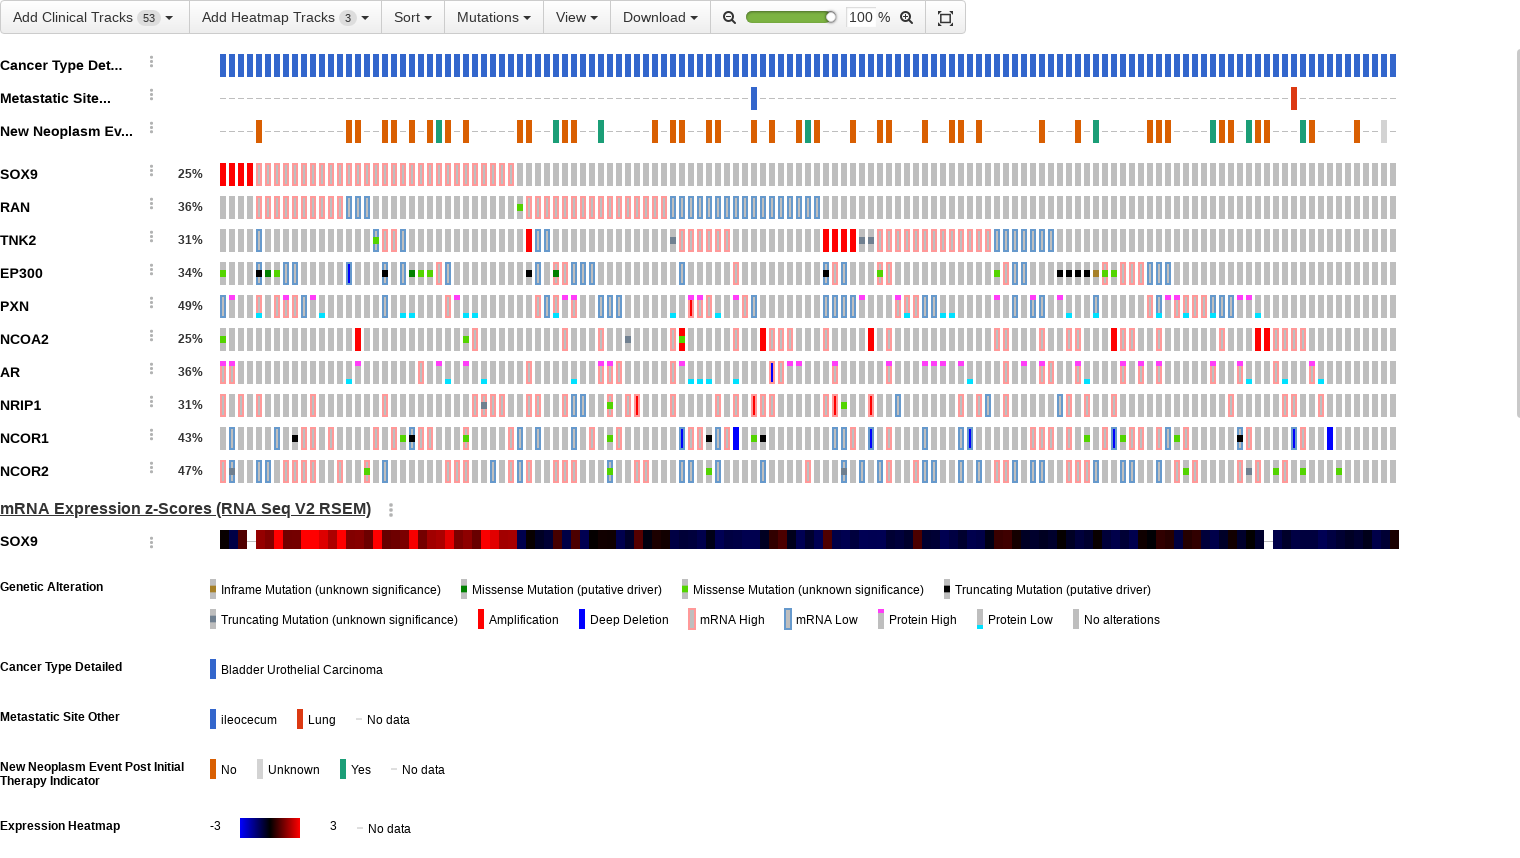 Add Clinical Tracks 53 Add Heatmap Tracks 3 Sort Mutations View Download 100 %
Cancer Type Det...
Metastatic Site...
New Neoplasm Ev...
SOX9 25%
RAN 36%
TNK2 31%
EP300 34%
PXN 49%
NCOA2 25%
AR 36%
NRIP1 31%
NCOR1 43%
NCOR2 47%
mRNA Expression z-Scores (RNA Seq V2 RSEM)
SOX9
Genetic Alteration Inframe Mutation (unknown significance) Missense Mutation (putative driver) Missense Mutation (unknown significance) Truncating Mutation (putative driver)
Truncating Mutation (unknown significance) Amplification Deep Deletion mRNA High mRNA Low Protein High Protein Low No alterations
Cancer Type Detailed Bladder Urothelial Carcinoma
Metastatic Site Other ileocecum Lung No data
New Neoplasm Event Post Initial No Unknown Yes No data
Therapy Indicator
Expression Heatmap -3 3 No data